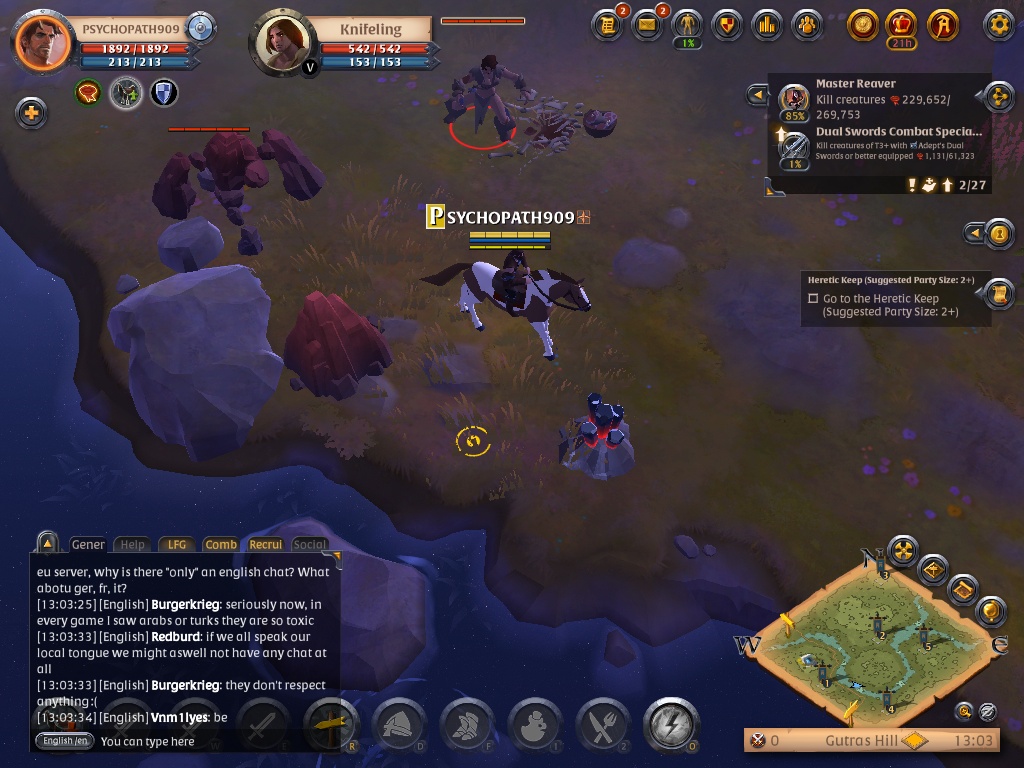 PSYCHOPATH909
1892 / 1892
213 / 213
Knifeling
542 / 542
153 / 153
V
2
2
1%
21h
Master Reaver
Kill creatures 229,652/
269,753
85%
Dual Swords Combat Specia...
Kill creatures of T3+ with Adept's Dual
Swords or better equipped 1,131/61,323
1%
2/27
PSYCHOPATH909
Heretic Keep (Suggested Party Size: 2+)
Go to the Heretic Keep
(Suggested Party Size: 2+)
Gener Help LFG Comb Recrui Social
eu server, why is there "only" an english chat? What
abotu ger, fr, it?
[13:03:25] [English] Burgerkrieg: seriously now, in
every game I saw arabs or turks they are so toxic
[13:03:33] [English] Redburd: if we all speak our
local tongue we might aswell not have any chat at
all
[13:03:33] [English] Burgerkrieg: they don't respect
anything :(
[13:03:34] [English] Vnm1lyes: be
English /en You can type here
R D F 1 2 O
N
W
E
3
2
5
1
4
0 Gutras Hill 13:03